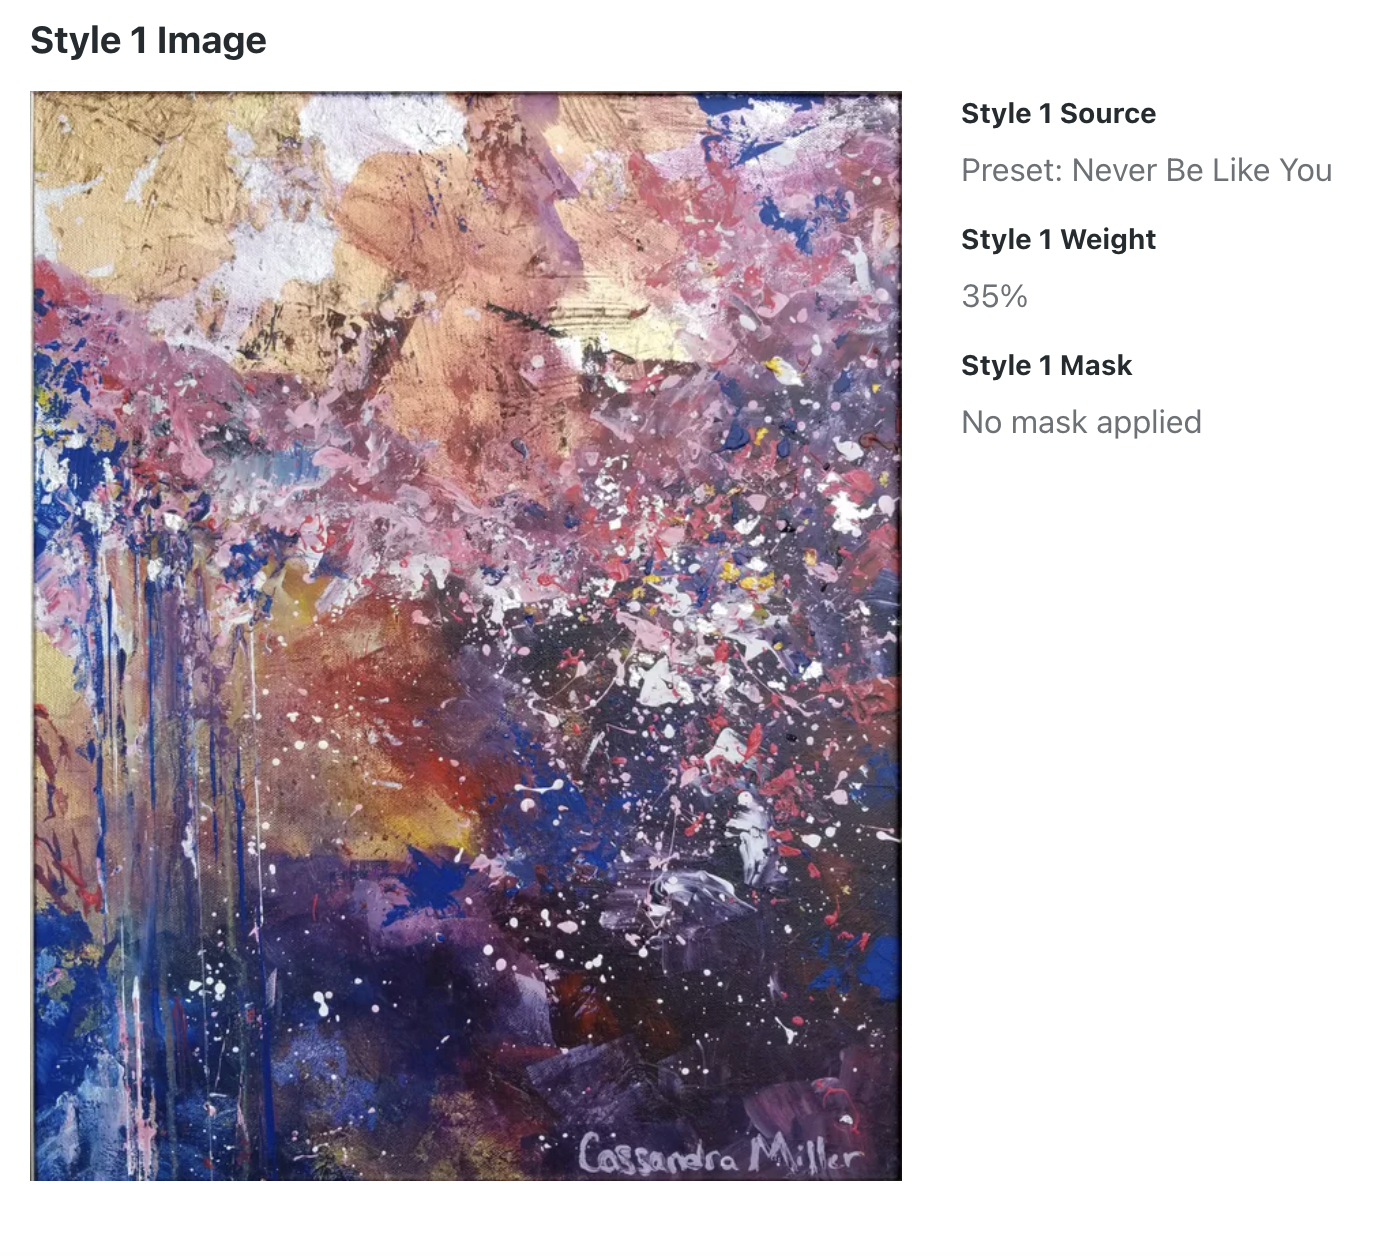 Style 1 Image
Style 1 Source
Preset: Never Be Like You
Style 1 Weight
35%
Style 1 Mask
No mask applied
Cassandra Miller